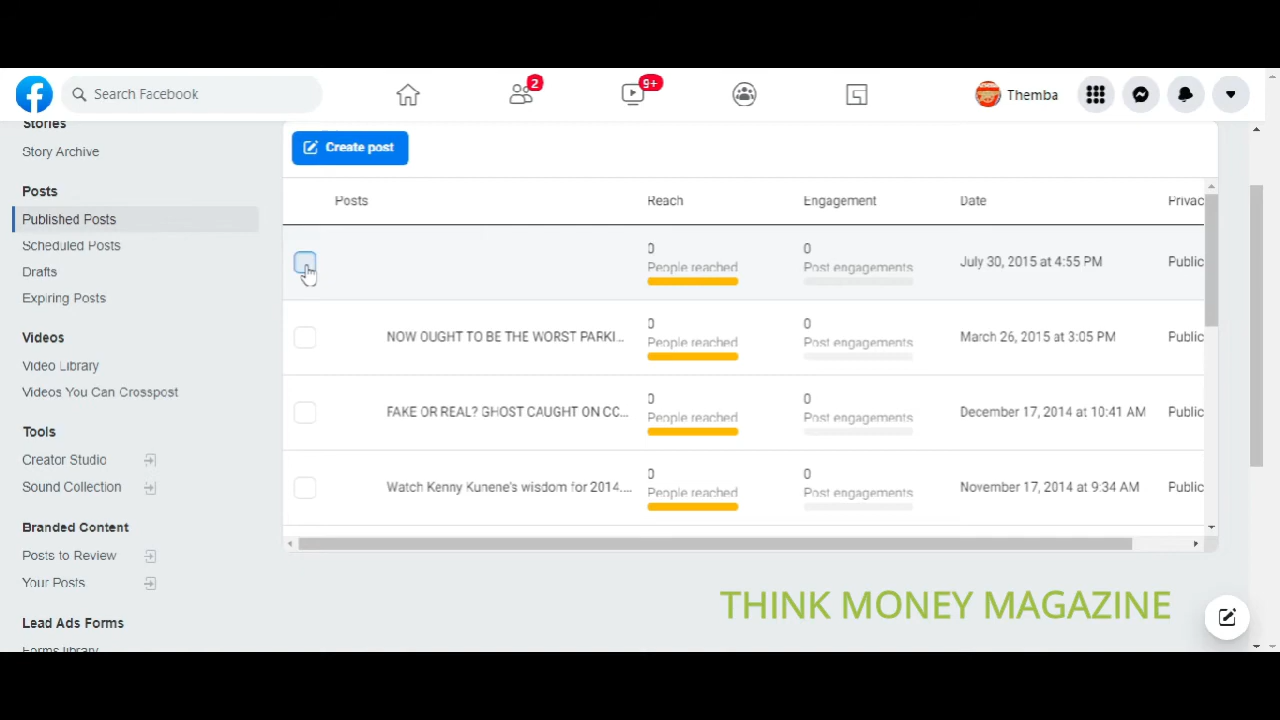 Search Facebook
2
9+
Themba
Stories
Story Archive
Posts
Published Posts
Scheduled Posts
Drafts
Expiring Posts
Videos
Video Library
Videos You Can Crosspost
Tools
Creator Studio
Sound Collection
Branded Content
Posts to Review
Your Posts
Lead Ads Forms
Forms library
Create post
Posts Reach Engagement Date Privac
0 0
People reached Post engagements July 30, 2015 at 4:55 PM Public
0 0
NOW OUGHT TO BE THE WORST PARKI... People reached Post engagements March 26, 2015 at 3:05 PM Public
0 0
FAKE OR REAL? GHOST CAUGHT ON CC... People reached Post engagements December 17, 2014 at 10:41 AM Public
0 0
Watch Kenny Kunene's wisdom for 2014.... People reached Post engagements November 17, 2014 at 9:34 AM Public
THINK MONEY MAGAZINE